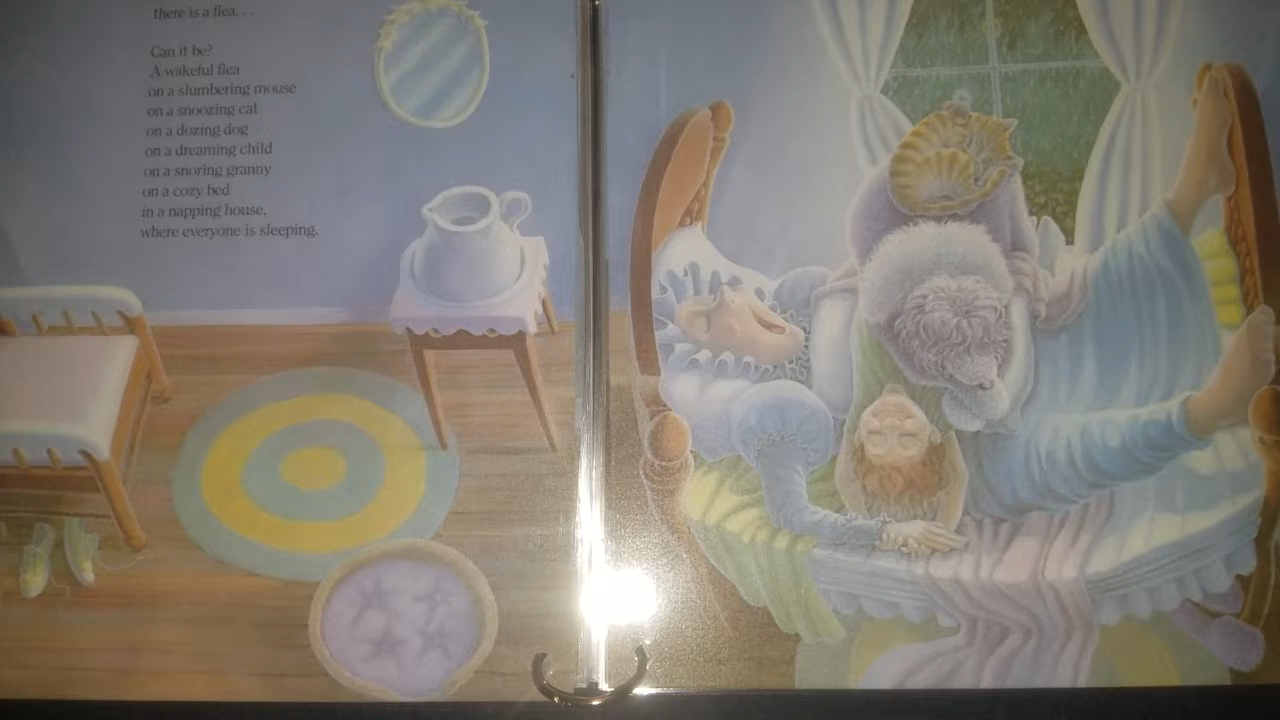 there is a flea. . .
Can it be?
A wakeful flea
on a slumbering mouse
on a snoozing cat
on a dozing dog
on a dreaming child
on a snoring granny
on a cozy bed
in a napping house,
where everyone is sleeping.